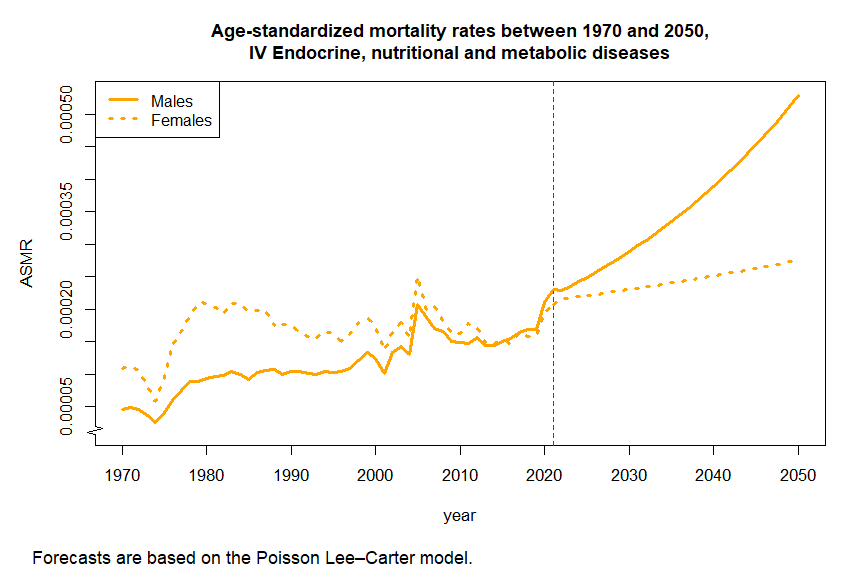 Age-standardized mortality rates between 1970 and 2050,
IV Endocrine, nutritional and metabolic diseases
Males
Females
ASMR
0.00050
0.00035
0.00020
0.00005
1970 1980 1990 2000 2010 2020 2030 2040 2050
year
Forecasts are based on the Poisson Lee–Carter model.